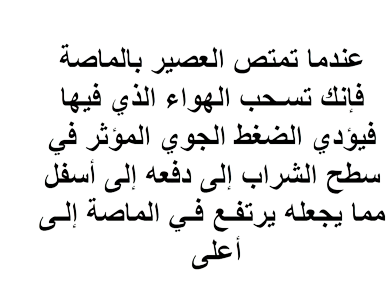 عندما تمتص العصير بالماصة
فإنك تسحب الهواء الذي فيها
فيؤدي الضغط الجوي المؤثر في
سطح الشراب إلى دفعه إلى أسفل
مما يجعله يرتفع في الماصة إلى
أعلى